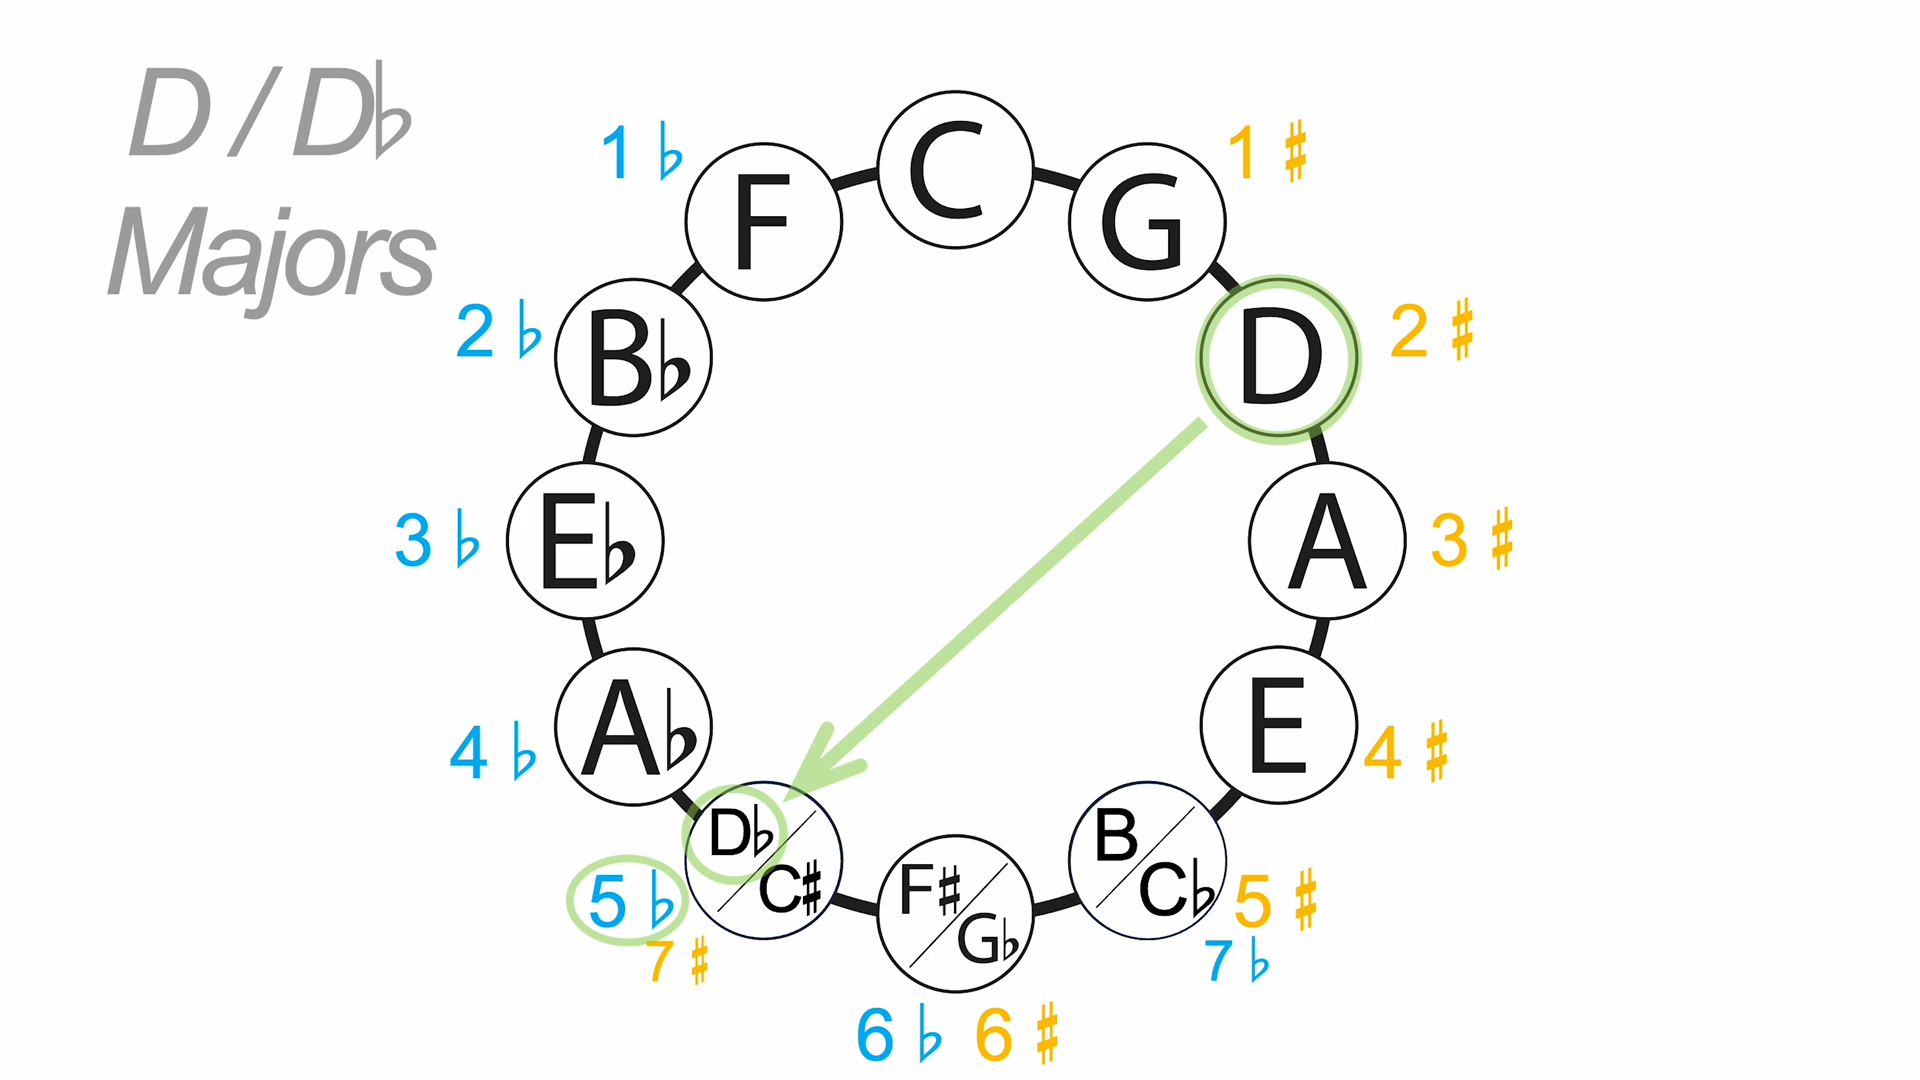 D / D♭
Majors
C
1 ♭
F
G
1 ♯
2 ♭
B♭
D
2 ♯
3 ♭
E♭
A
3 ♯
4 ♭
A♭
E
4 ♯
D♭
C♯
5 ♭
7 ♯
F♯
G♭
6 ♭ 6 ♯
B
C♭
5 ♯
7 ♭